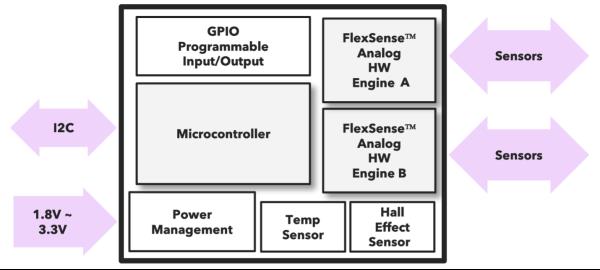 GPIO
Programmable
Input/Output
FlexSense™
Analog
HW
Engine A
Sensors
I2C
Microcontroller
FlexSense™
Analog
HW
Engine B
Sensors
1.8V ~
3.3V
Power
Management
Temp
Sensor
Hall
Effect
Sensor